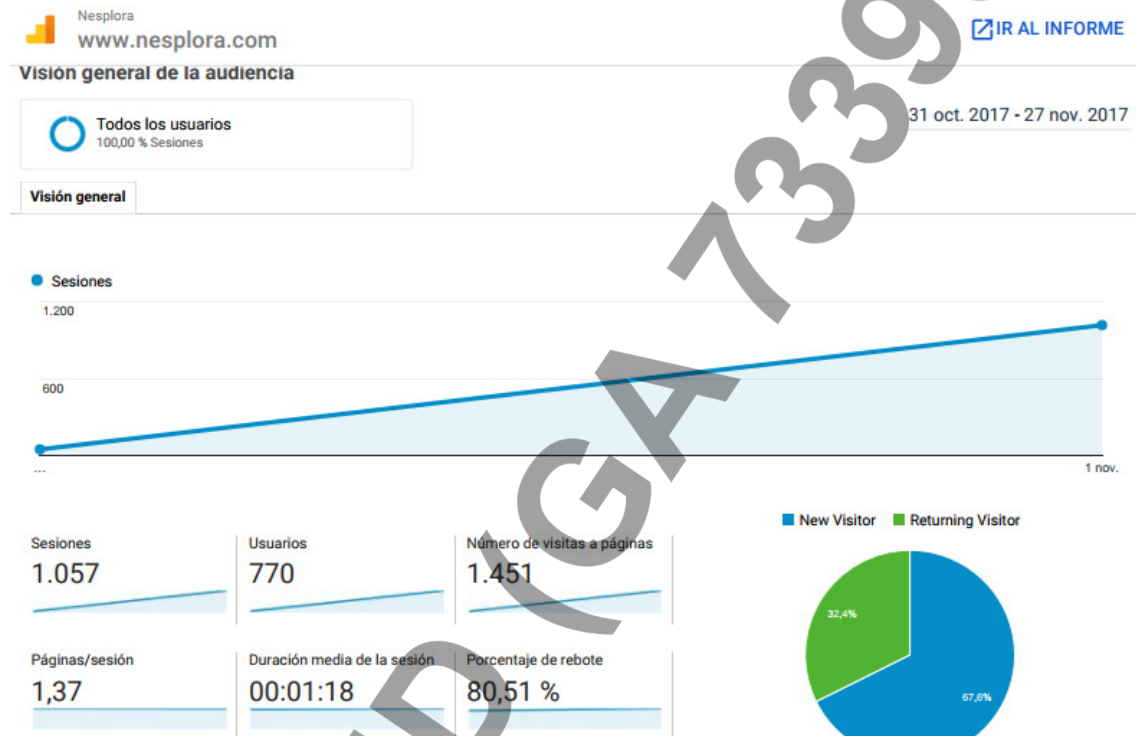 Nesplora
www.nesplora.com
IR AL INFORME
Visión general de la audiencia
Todos los usuarios
100,00 % Sesiones
31 oct. 2017 - 27 nov. 2017
Visión general
Sesiones
1.200
600
...
1 nov.
New Visitor
Returning Visitor
Sesiones
1.057
Usuarios
770
Número de visitas a páginas
1.451
Páginas/sesión
1,37
Duración media de la sesión
00:01:18
Porcentaje de rebote
80,51 %
32,4%
67,6%
(GA 7339